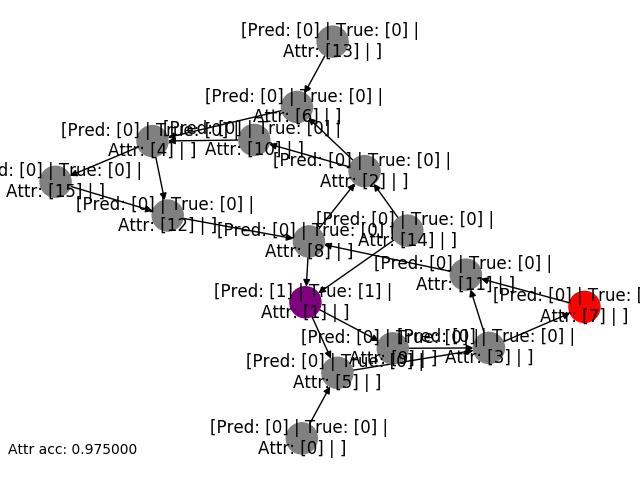 [Pred: [0] | True: [0] |
Attr: [13] | ]
[Pred: [0] | True: [0] |
Attr: [6] | ]
[Pred: [0] | True: [0] |
Attr: [4] | ]
[Pred: [0] | True: [0] |
Attr: [10] | ]
[Pred: [0] | True: [0] |
Attr: [2] | ]
d: [0] | True: [0] |
Attr: [15] | ]
[Pred: [0] | True: [0] |
Attr: [12] | ]
[Pred: [0] | True: [0] |
Attr: [14] | ]
[Pred: [0] | True: [0] |
Attr: [8] | ]
[Pred: [0] | True: [0] |
Attr: [11] | ]
[Pred: [1] | True: [1] |
Attr: [1] | ]
[Pred: [0] | True: [
Attr: [7] | ]
[Pred: [0] | True: [0] |
Attr: [9] | ]
[Pred: [0] | True: [0] |
Attr: [3] | ]
[Pred: [0] | True: [0] |
Attr: [5] | ]
[Pred: [0] | True: [0] |
Attr: [0] | ]
Attr acc: 0.975000